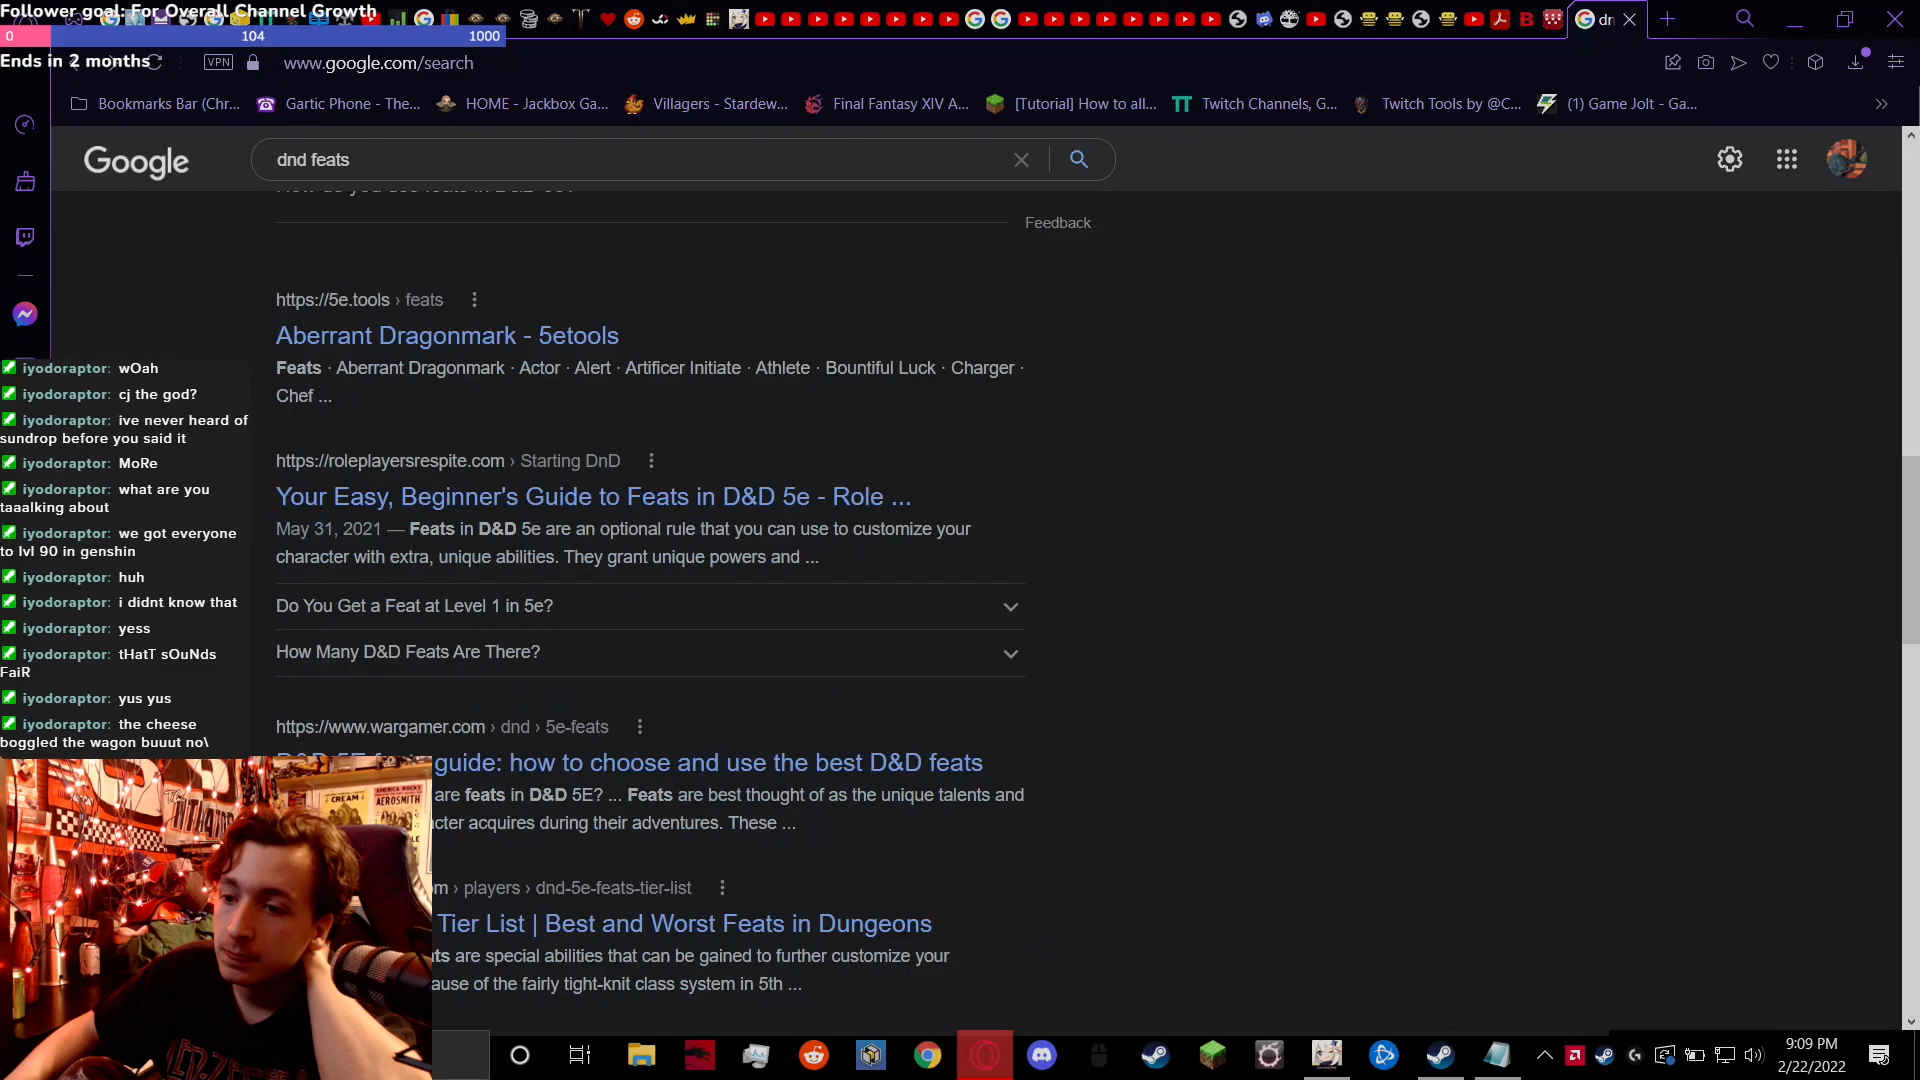 Follower goal: For Overall Channel Growth
0 104 1000
Ends in 2 months
dn
VPN
www.google.com/search
Bookmarks Bar (Chr...
Gartic Phone - The...
HOME - Jackbox Ga...
Villagers - Stardew...
Final Fantasy XIV A...
[Tutorial] How to all...
Twitch Channels, G...
Twitch Tools by @C...
(1) Game Jolt - Ga...
Google
dnd feats
Feedback
https://5e.tools › feats
Aberrant Dragonmark - 5etools
Feats · Aberrant Dragonmark · Actor · Alert · Artificer Initiate · Athlete · Bountiful Luck · Charger ·
Chef ...
https://roleplayersrespite.com › Starting DnD
Your Easy, Beginner's Guide to Feats in D&D 5e - Role ...
May 31, 2021 — Feats in D&D 5e are an optional rule that you can use to customize your
character with extra, unique abilities. They grant unique powers and ...
Do You Get a Feat at Level 1 in 5e?
How Many D&D Feats Are There?
https://www.wargamer.com › dnd › 5e-feats
guide: how to choose and use the best D&D feats
are feats in D&D 5E? ... Feats are best thought of as the unique talents and
cter acquires during their adventures. These ...
om › players › dnd-5e-feats-tier-list
Tier List | Best and Worst Feats in Dungeons
ts are special abilities that can be gained to further customize your
ause of the fairly tight-knit class system in 5th ...
iyodoraptor: wOah
iyodoraptor: cj the god?
iyodoraptor: ive never heard of
sundrop before you said it
iyodoraptor: MoRe
iyodoraptor: what are you
taaalking about
iyodoraptor: we got everyone
to lvl 90 in genshin
iyodoraptor: huh
iyodoraptor: i didnt know that
iyodoraptor: yess
iyodoraptor: tHatT sOuNds
FaiR
iyodoraptor: yus yus
iyodoraptor: the cheese
boggled the wagon buuut no\
CREAM
AMERICA ROCKS
AEROSMITH
9:09 PM
2/22/2022